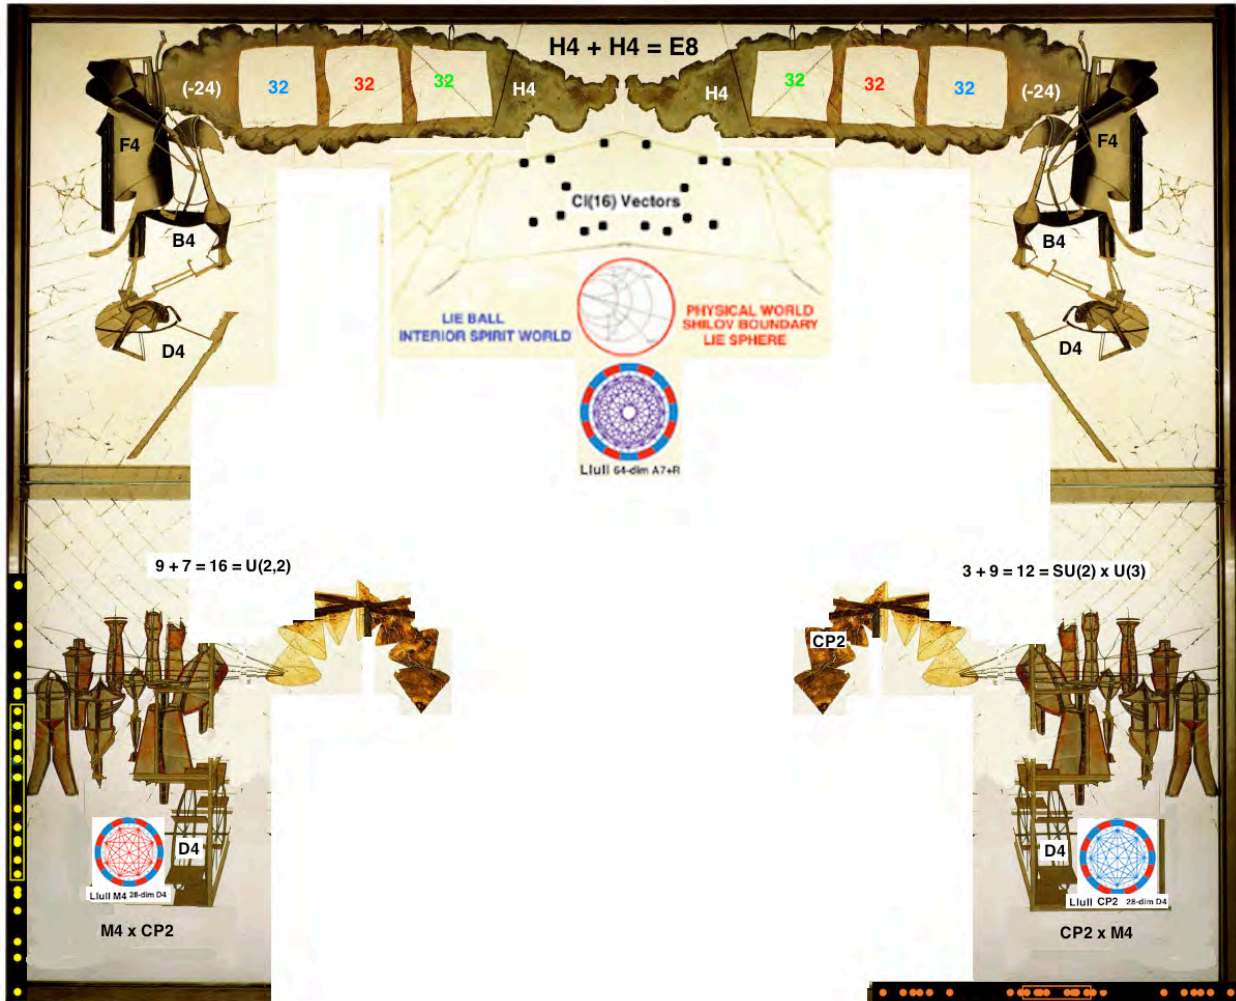 H4 + H4 = E8
(-24) 32 32 32 H4
H4 32 32 32 (-24)
F4
F4
Cl(16) Vectors
B4
B4
D4
D4
LIE BALL
INTERIOR SPIRIT WORLD
PHYSICAL WORLD
SHILOV BOUNDARY
LIE SPHERE
Llull 64-dim A7+R
9 + 7 = 16 = U(2,2)
3 + 9 = 12 = SU(2) x U(3)
CP2
D4
D4
Llull M4 28-dim D4
Llull CP2 28-dim D4
M4 x CP2
CP2 x M4